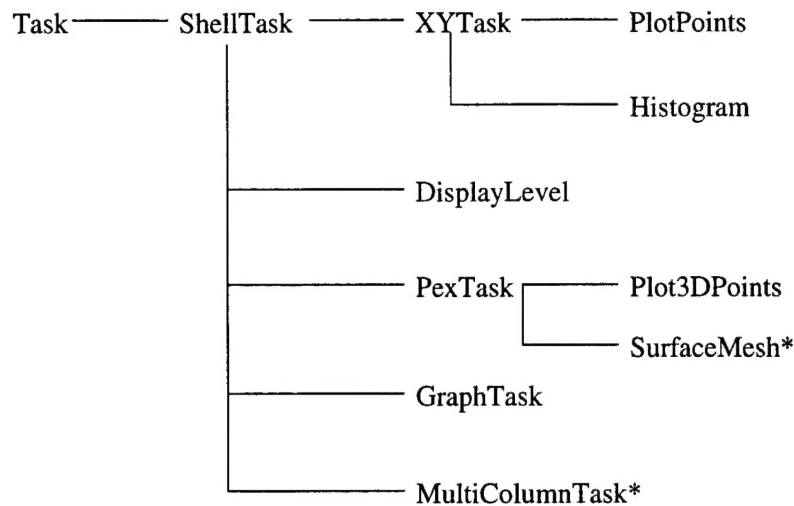 Task ShellTask XYTask PlotPoints
Histogram
DisplayLevel
PexTask Plot3DPoints
SurfaceMesh*
GraphTask
MultiColumnTask*